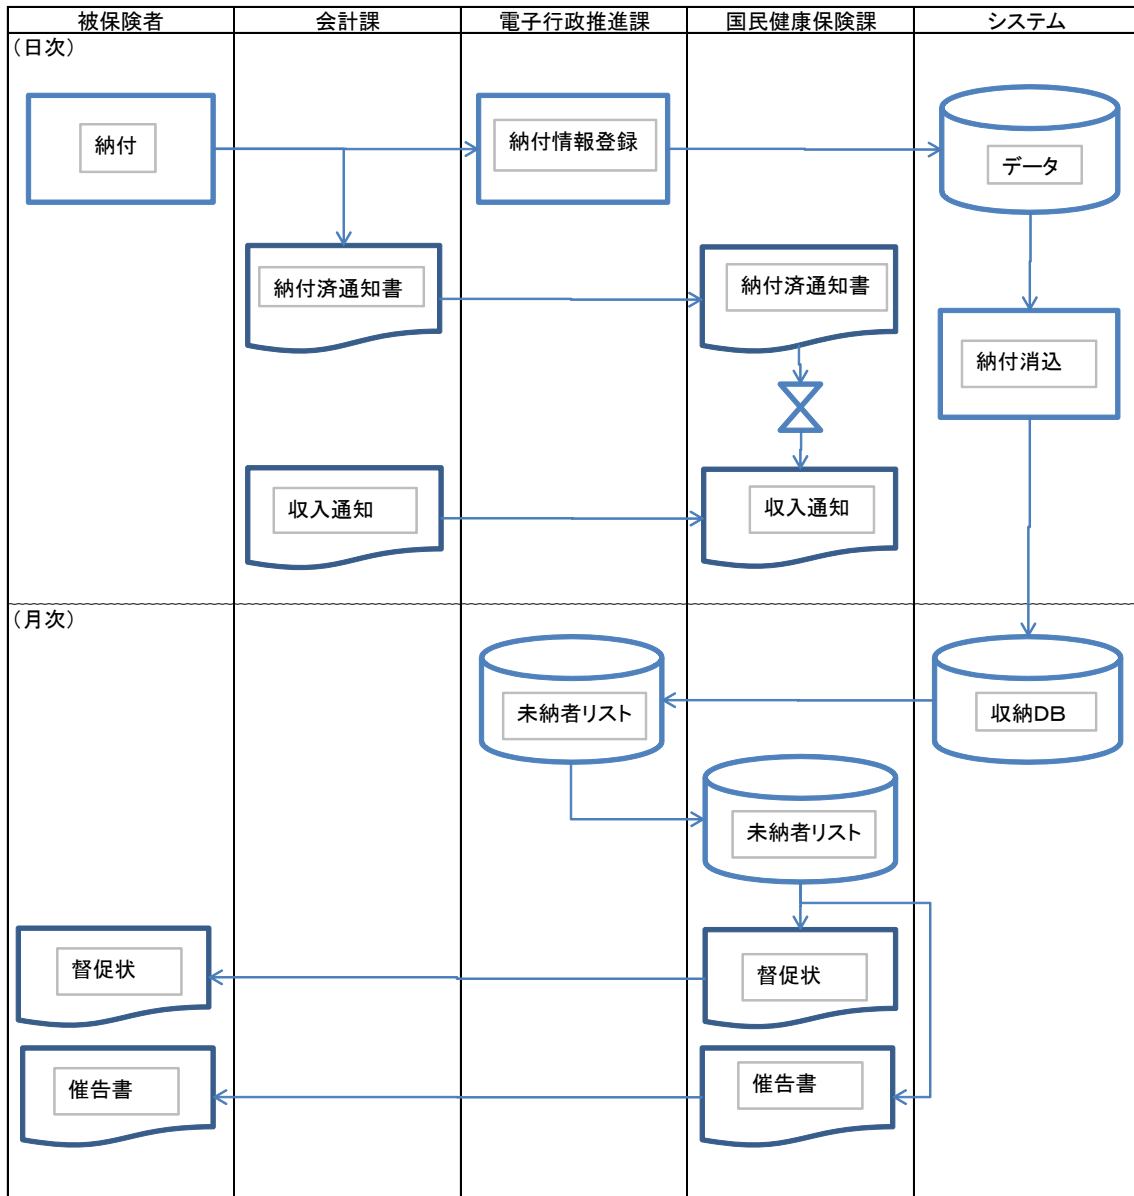 被保険者
会計課
電子行政推進課
国民健康保険課
システム
(日次)
納付
納付情報登録
データ
納付済通知書
納付済通知書
納付消込
収入通知
収入通知
(月次)
未納者リスト
収納DB
未納者リスト
督促状
督促状
催告書
催告書